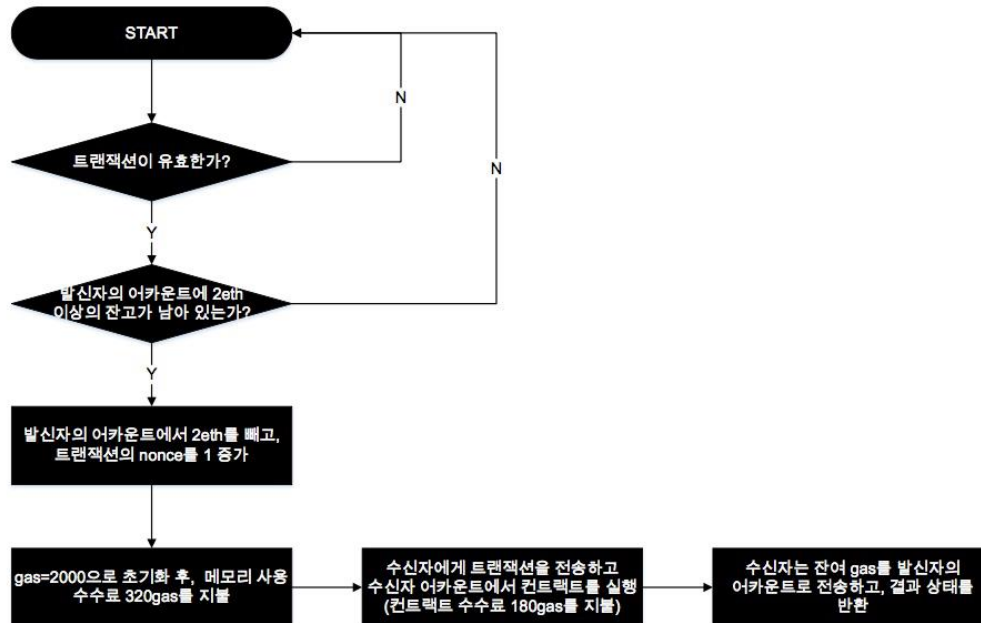 START
N
트랜잭션이 유효한가?
N
Y
발신자의 어카운트에 2eth
이상의 잔고가 남아 있는가?
Y
발신자의 어카운트에서 2eth를 빼고,
트랜잭션의 nonce를 1 증가
gas=2000으로 초기화 후, 메모리 사용
수수료 320gas를 지불
수신자에게 트랜잭션을 전송하고
수신자 어카운트에서 컨트랙트를 실행
(컨트랙트 수수료 180gas를 지불)
수신자는 잔여 gas를 발신자의
어카운트로 전송하고, 결과 상태를
반환